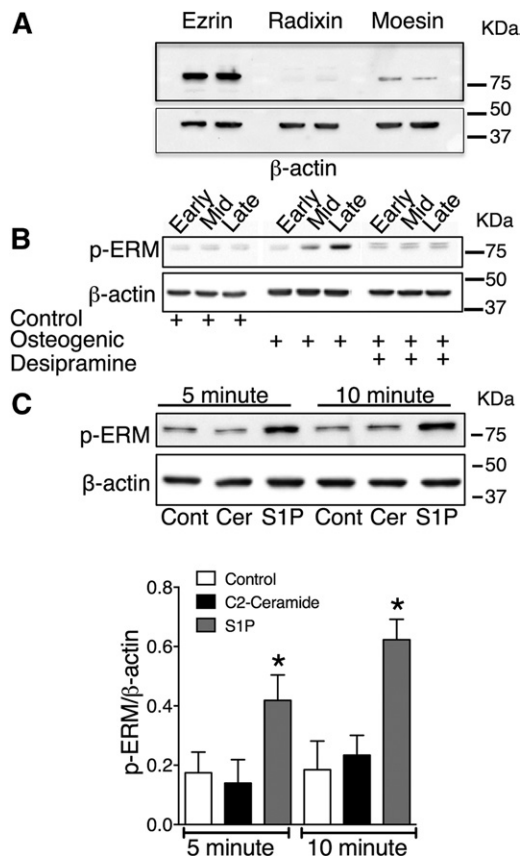 A
Ezrin Radixin Moesin KDa
75
50
37
β-actin
Early Mid Late Early Mid Late Early Mid Late
KDa
B
p-ERM 75
β-actin 50
37
Control + + +
Osteogenic + + + + + +
Desipramine + + +
C
5 minute 10 minute KDa
p-ERM 75
β-actin 50
37
Cont Cer S1P Cont Cer S1P
0.8
0.6
0.4
0.2
0.0
p-ERM/β-actin
Control
C2-Ceramide
S1P
* *
5 minute 10 minute